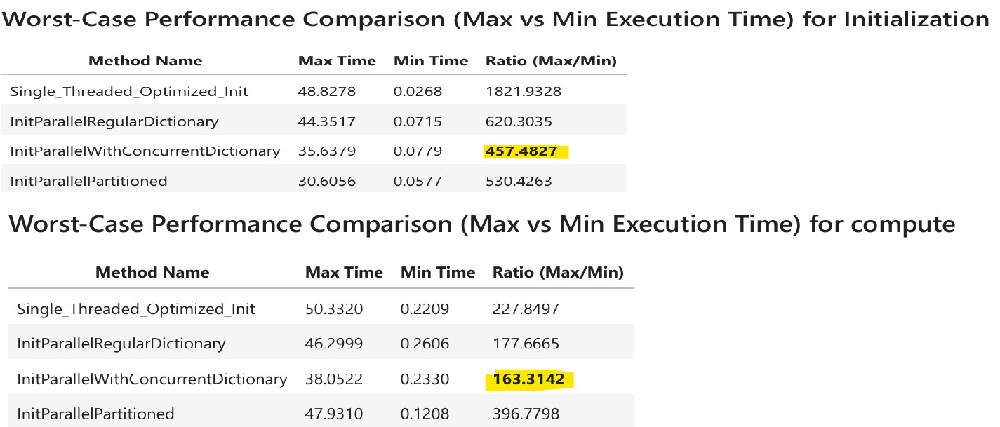 Worst-Case Performance Comparison (Max vs Min Execution Time) for Initialization
Method Name Max Time Min Time Ratio (Max/Min)
Single_Threaded_Optimized_Init 48.8278 0.0268 1821.9328
InitParallelRegularDictionary 44.3517 0.0715 620.3035
InitParallelWithConcurrentDictionary 35.6379 0.0779 457.4827
InitParallelPartitioned 30.6056 0.0577 530.4263
Worst-Case Performance Comparison (Max vs Min Execution Time) for compute
Method Name Max Time Min Time Ratio (Max/Min)
Single_Threaded_Optimized_Init 50.3320 0.2209 227.8497
InitParallelRegularDictionary 46.2999 0.2606 177.6665
InitParallelWithConcurrentDictionary 38.0522 0.2330 163.3142
InitParallelPartitioned 47.9310 0.1208 396.7798